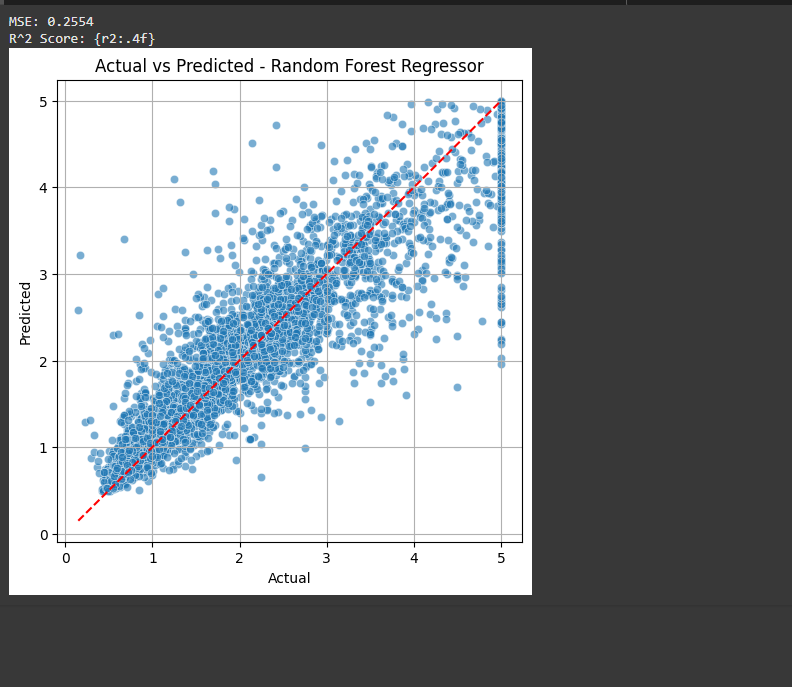 MSE: 0.2554
R^2 Score: {r2:.4f}
Actual vs Predicted - Random Forest Regressor
5
4
3
2
1
0
Predicted
0 1 2 3 4 5
Actual